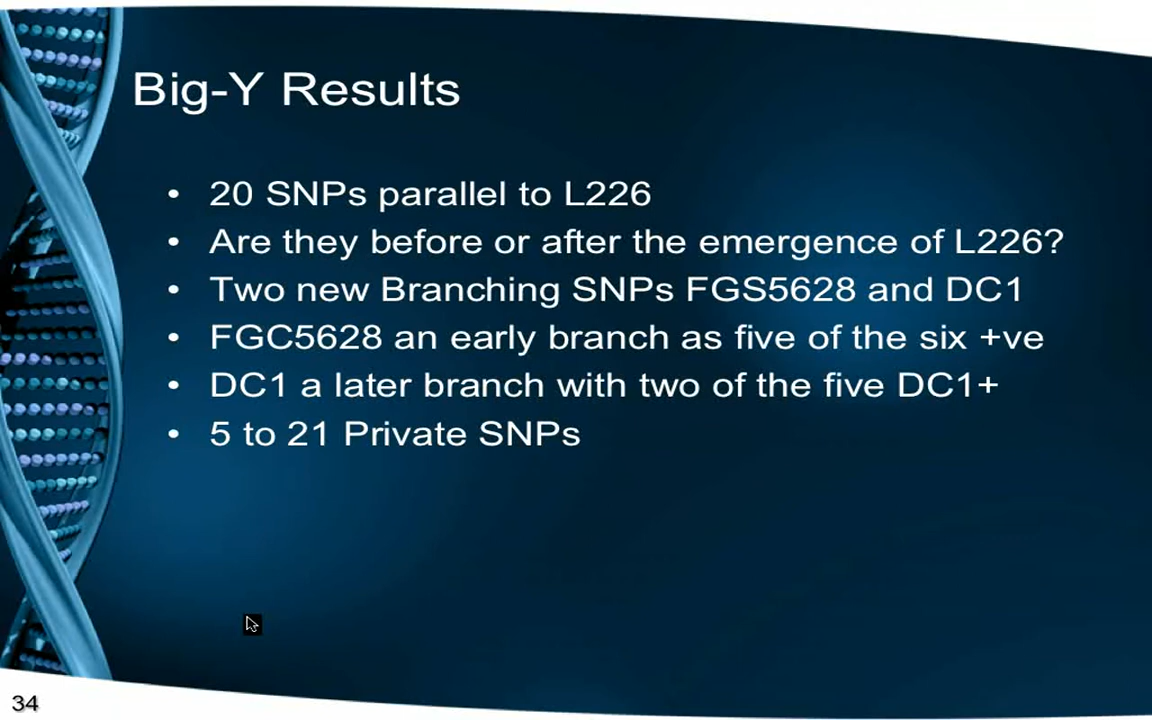 Big-Y Results
• 20 SNPs parallel to L226
• Are they before or after the emergence of L226?
• Two new Branching SNPs FGS5628 and DC1
• FGC5628 an early branch as five of the six +ve
• DC1 a later branch with two of the five DC1+
• 5 to 21 Private SNPs
34